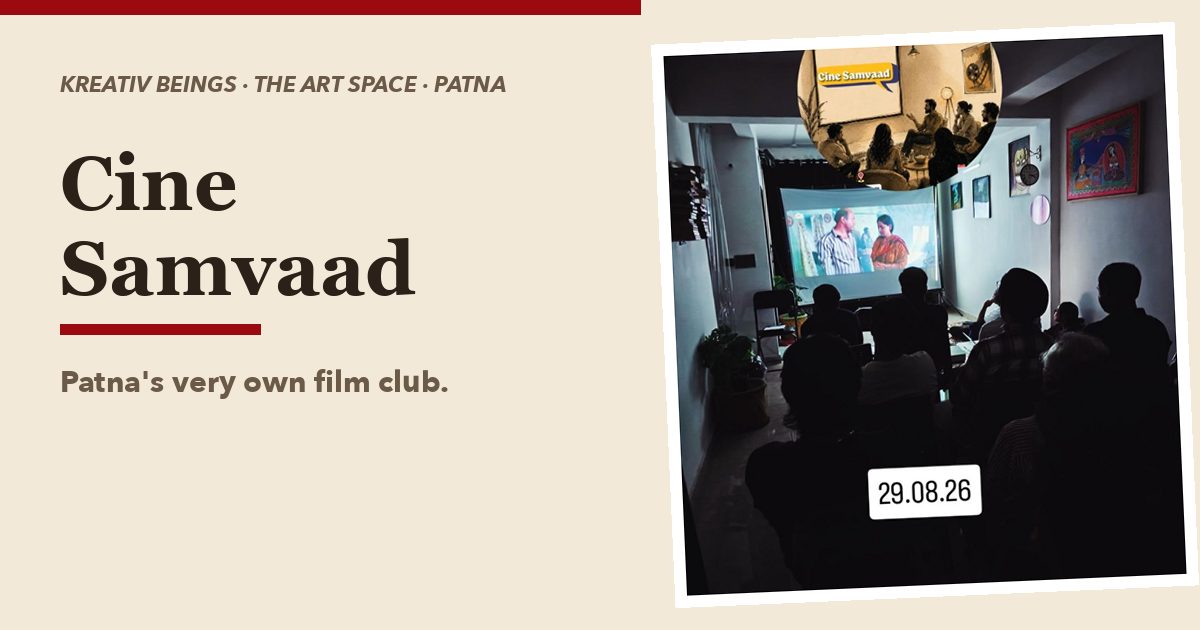 KREATIV BEINGS · THE ART SPACE · PATNA
Cine
Samvaad
Patna's very own film club.
Cine Samvaad
29.08.26